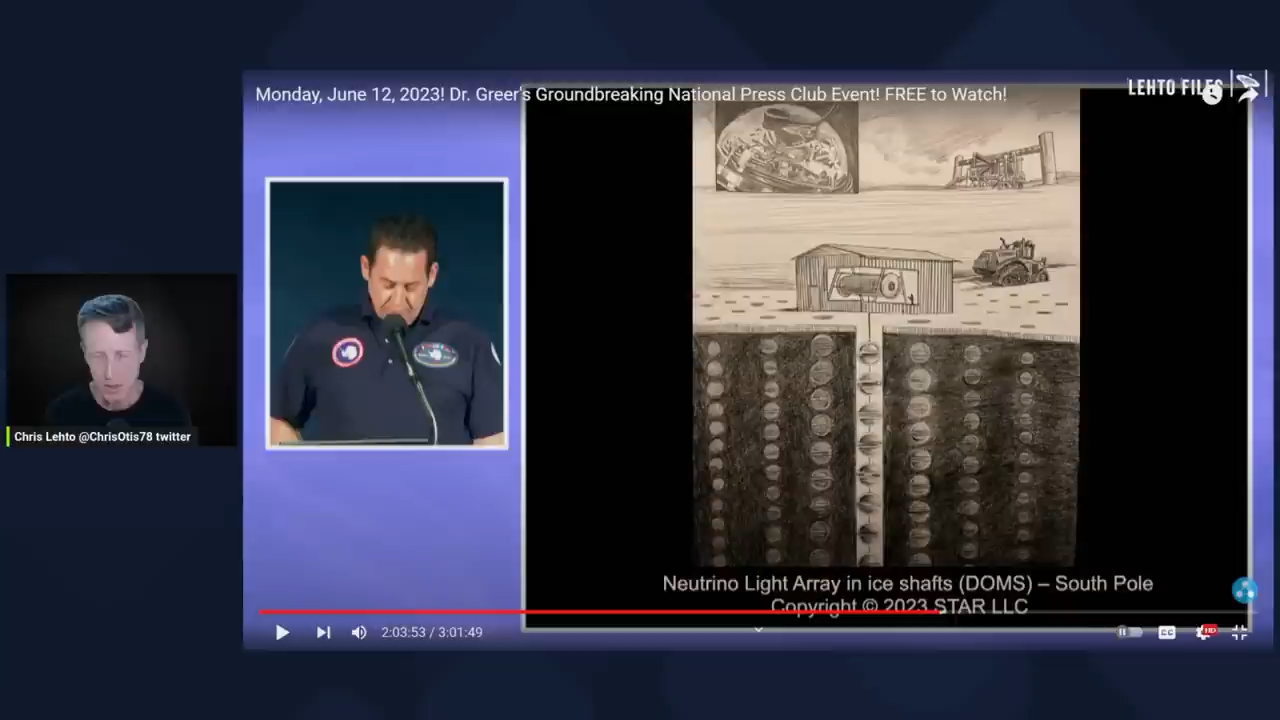 Monday, June 12, 2023! Dr. Greer's Groundbreaking National Press Club Event! FREE to Watch!
LEHTO FILES
Chris Lehto @ChrisOtis78 twitter
Neutrino Light Array in ice shafts (DOMS) – South Pole
Copyright © 2023 STAR LLC
2:03:53 / 3:01:49
CC
HD